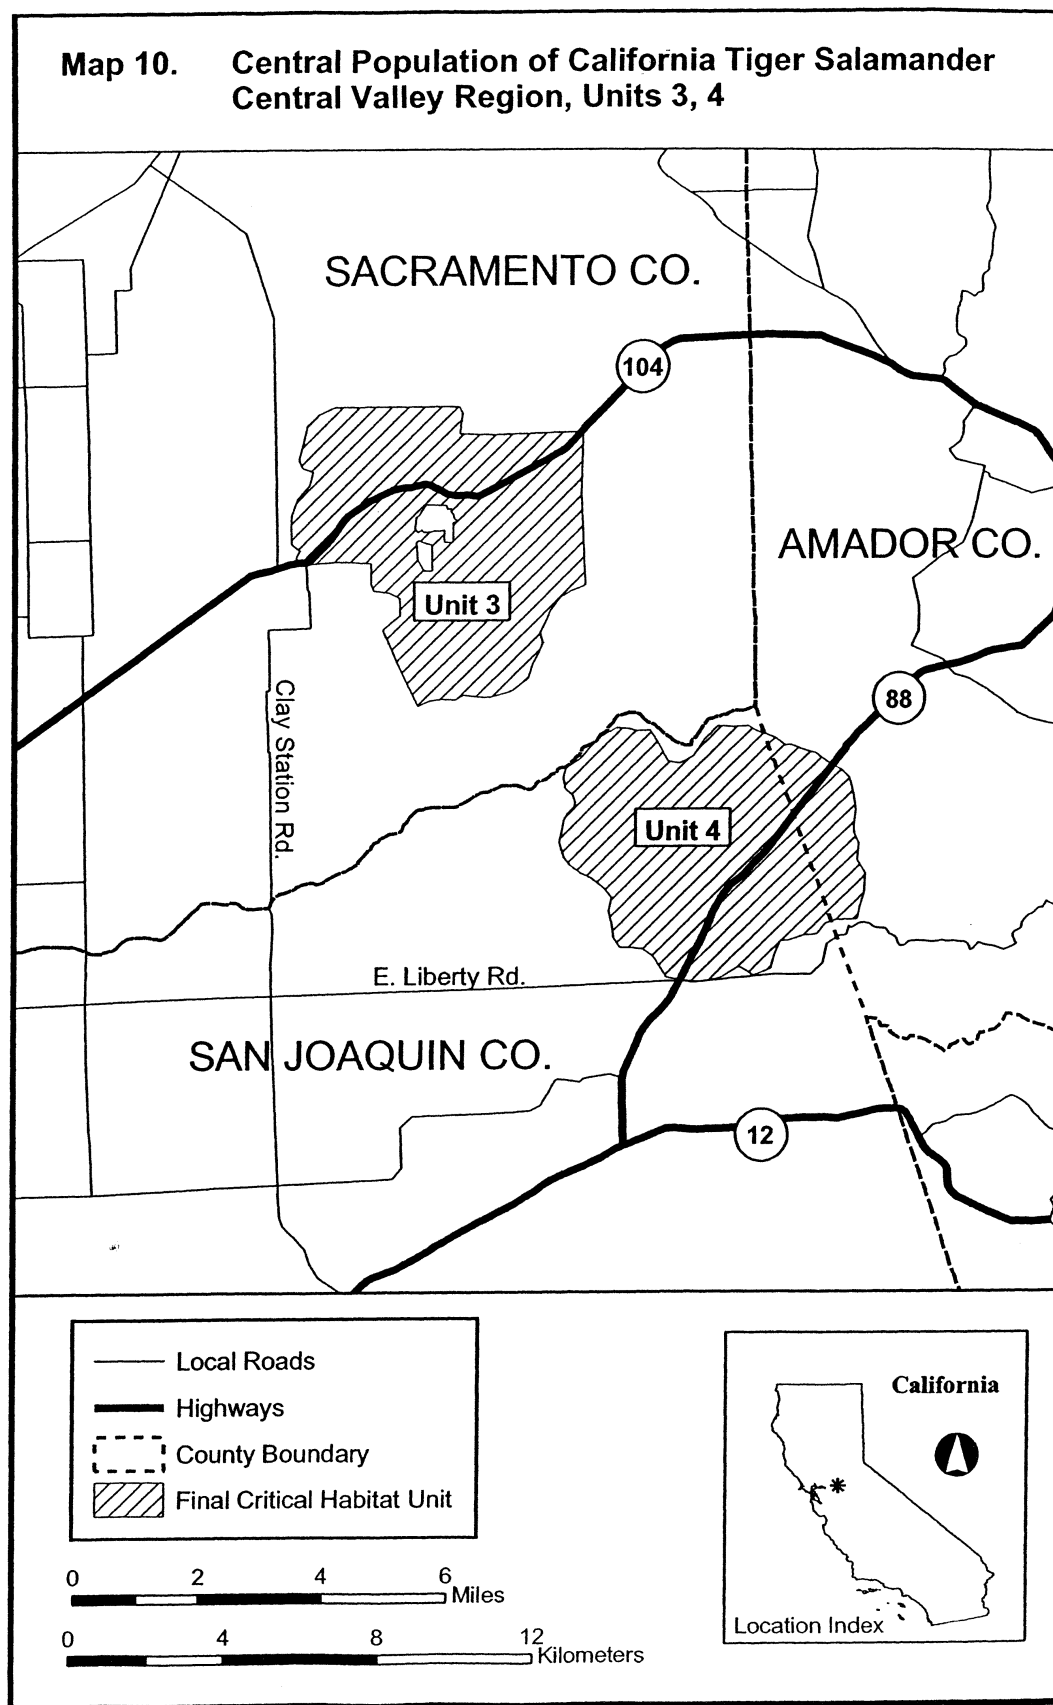 Map 10. Central Population of California Tiger Salamander
Central Valley Region, Units 3, 4
SACRAMENTO CO.
104
AMADOR CO.
Unit 3
88
Clay Station Rd.
Unit 4
E. Liberty Rd.
SAN JOAQUIN CO.
12
Local Roads
Highways
County Boundary
Final Critical Habitat Unit
0 2 4 6
Miles
0 4 8 12
Kilometers
California
Location Index